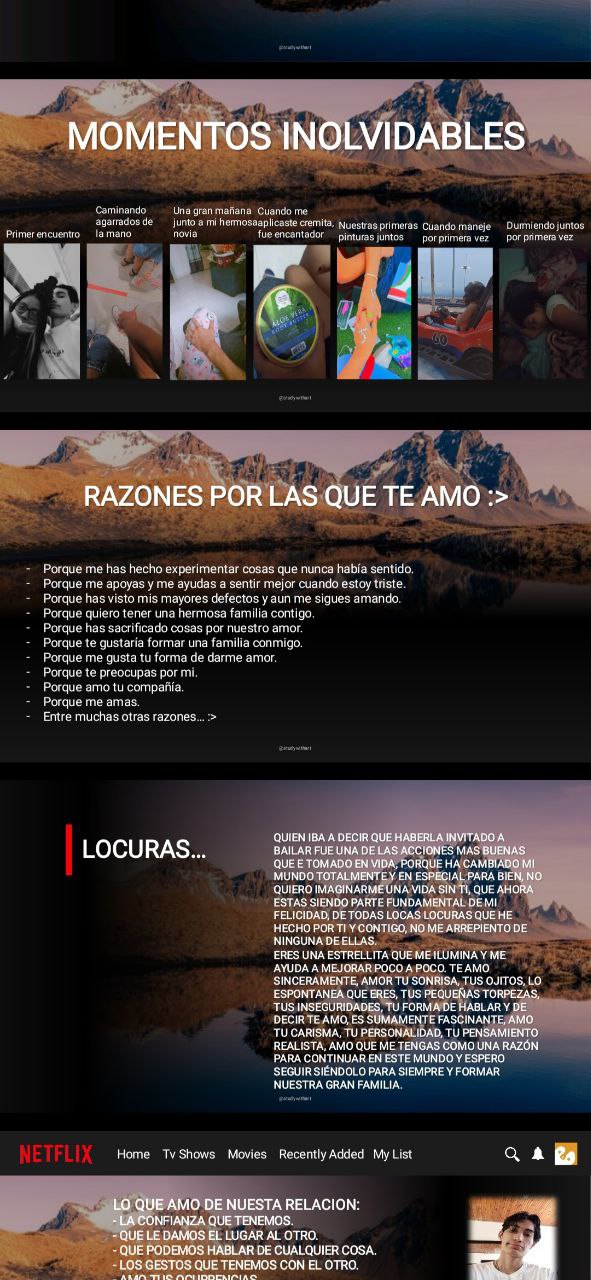 @studywithart
MOMENTOS INOLVIDABLES
Primer encuentro
Caminando
agarrados de
la mano
Una gran mañana
junto a mi hermosa
novia
Cuando me
aplicaste cremita,
fue encantador
Nuestras primeras
pinturas juntos
Cuando maneje
por primera vez
Durmiendo juntos
por primera vez
ALOE VERA
BODY BUTTER
GO
@studywithart
RAZONES POR LAS QUE TE AMO :>
- Porque me has hecho experimentar cosas que nunca había sentido.
- Porque me apoyas y me ayudas a sentir mejor cuando estoy triste.
- Porque has visto mis mayores defectos y aun me sigues amando.
- Porque quiero tener una hermosa familia contigo.
- Porque has sacrificado cosas por nuestro amor.
- Porque te gustaría formar una familia conmigo.
- Porque me gusta tu forma de darme amor.
- Porque te preocupas por mi.
- Porque amo tu compañía.
- Porque me amas.
- Entre muchas otras razones... :>
@studywithart
LOCURAS...
QUIEN IBA A DECIR QUE HABERLA INVITADO A
BAILAR FUE UNA DE LAS ACCIONES MAS BUENAS
QUE E TOMADO EN VIDA, PORQUE HA CAMBIADO MI
MUNDO TOTALMENTE Y EN ESPECIAL PARA BIEN, NO
QUIERO IMAGINARME UNA VIDA SIN TI, QUE AHORA
ESTAS SIENDO PARTE FUNDAMENTAL DE MI
FELICIDAD, DE TODAS LOCAS LOCURAS QUE HE
HECHO POR TI Y CONTIGO, NO ME ARREPIENTO DE
NINGUNA DE ELLAS.
ERES UNA ESTRELLITA QUE ME ILUMINA Y ME
AYUDA A MEJORAR POCO A POCO. TE AMO
SINCERAMENTE, AMOR TU SONRISA, TUS OJITOS, LO
ESPONTANEA QUE ERES, TUS PEQUEÑAS TORPEZAS,
TUS INSEGURIDADES, TU FORMA DE HABLAR Y DE
DECIR TE AMO, ES SUMAMENTE FASCINANTE, AMO
TU CARISMA, TU PERSONALIDAD, TU PENSAMIENTO
REALISTA, AMO QUE ME TENGAS COMO UNA RAZÓN
PARA CONTINUAR EN ESTE MUNDO Y ESPERO
SEGUIR SIÉNDOLO PARA SIEMPRE Y FORMAR
NUESTRA GRAN FAMILIA.
@studywithart
NETFLIX Home Tv Shows Movies Recently Added My List
LO QUE AMO DE NUESTA RELACION:
- LA CONFIANZA QUE TENEMOS.
- QUE LE DAMOS EL LUGAR AL OTRO.
- QUE PODEMOS HABLAR DE CUALQUIER COSA.
- LOS GESTOS QUE TENEMOS CON EL OTRO.
- AMO TUS OCURRENCIAS